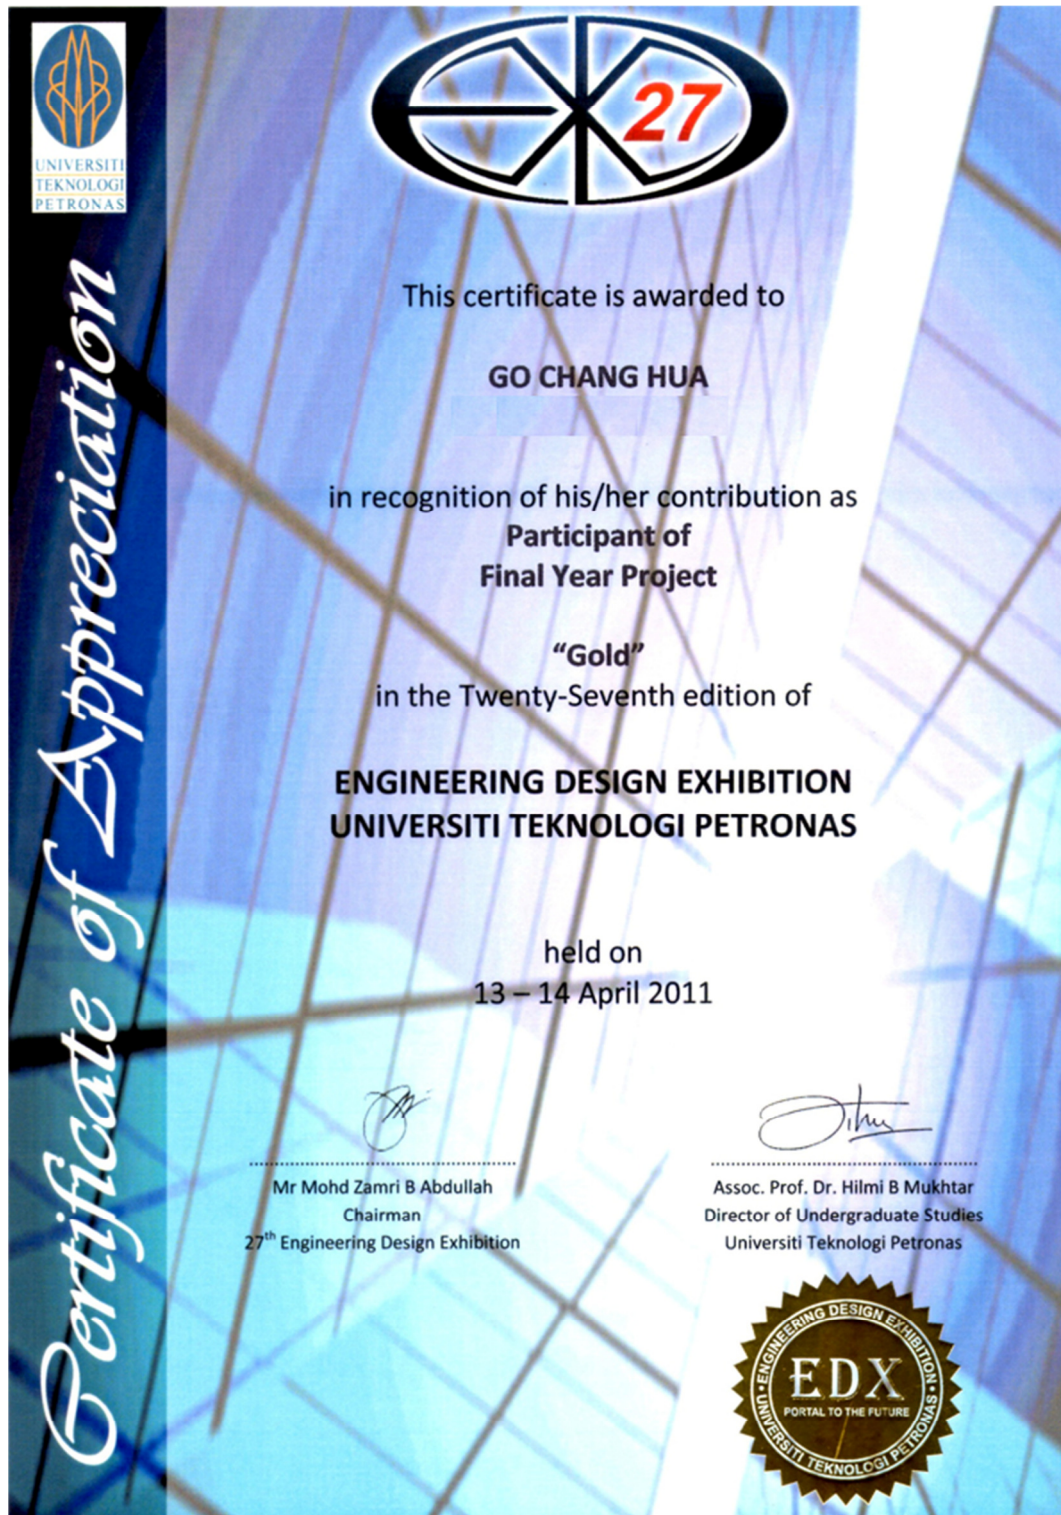 UNIVERSITI
TEKNOLOGI
PETRONAS
27
Certificate of Appreciation
This certificate is awarded to
GO CHANG HUA
in recognition of his/her contribution as
Participant of
Final Year Project
“Gold”
in the Twenty-Seventh edition of
ENGINEERING DESIGN EXHIBITION
UNIVERSITI TEKNOLOGI PETRONAS
held on
13 – 14 April 2011
Mr Mohd Zamri B Abdullah
Chairman
27th Engineering Design Exhibition
Assoc. Prof. Dr. Hilmi B Mukhtar
Director of Undergraduate Studies
Universiti Teknologi Petronas
ENGINEERING DESIGN EXHIBITION
EDX
PORTAL TO THE FUTURE
UNIVERSITI TEKNOLOGI PETRONAS